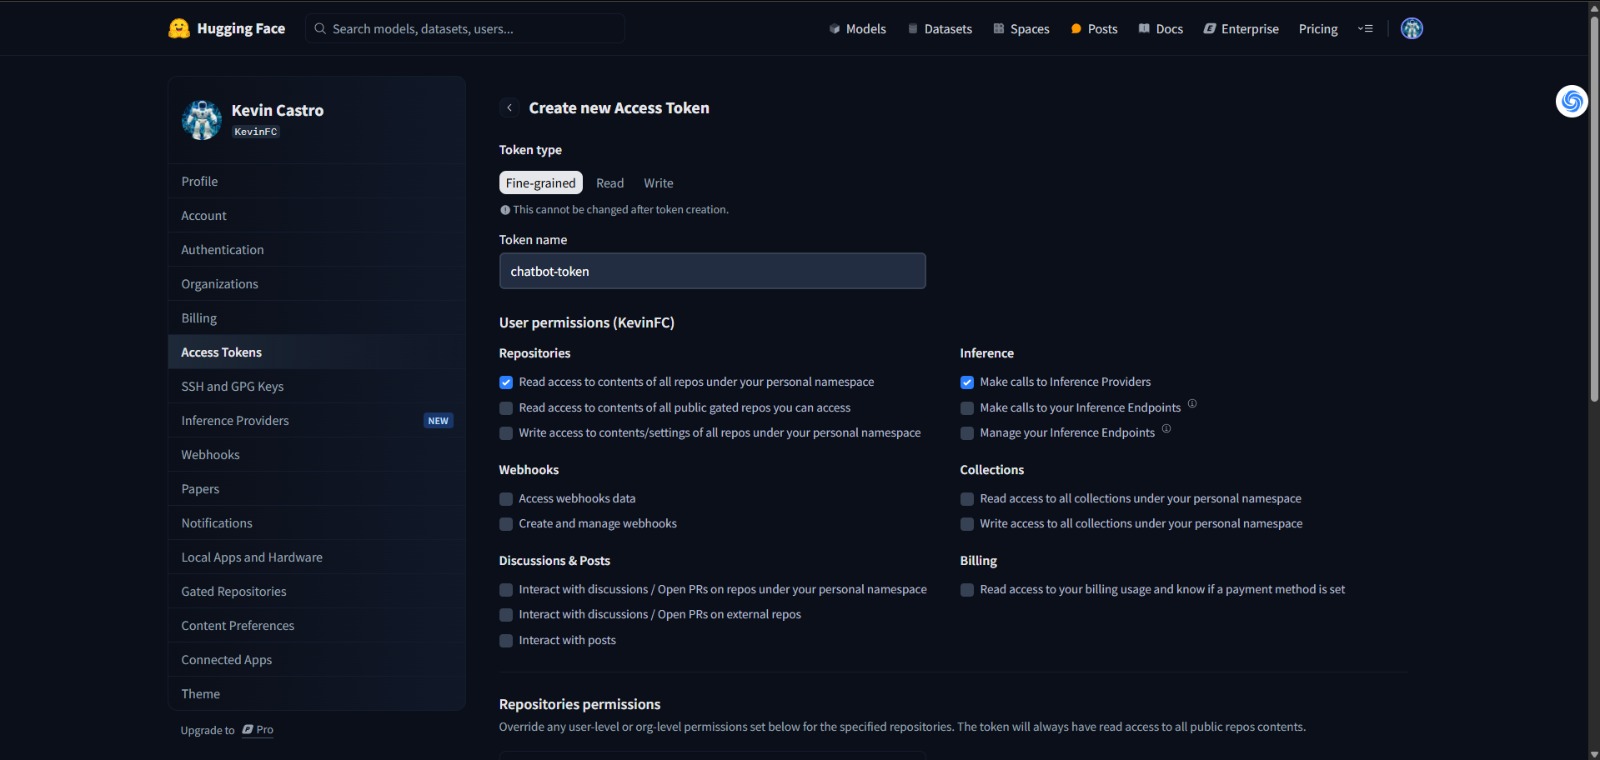 Hugging Face
Search models, datasets, users...
Models
Datasets
Spaces
Posts
Docs
Enterprise
Pricing
Kevin Castro
KevinFC
Profile
Account
Authentication
Organizations
Billing
Access Tokens
SSH and GPG Keys
Inference Providers
NEW
Webhooks
Papers
Notifications
Local Apps and Hardware
Gated Repositories
Content Preferences
Connected Apps
Theme
Upgrade to Pro
Create new Access Token
Token type
Fine-grained
Read
Write
This cannot be changed after token creation.
Token name
chatbot-token
User permissions (KevinFC)
Repositories
Read access to contents of all repos under your personal namespace
Read access to contents of all public gated repos you can access
Write access to contents/settings of all repos under your personal namespace
Inference
Make calls to Inference Providers
Make calls to your Inference Endpoints
Manage your Inference Endpoints
Webhooks
Access webhooks data
Create and manage webhooks
Collections
Read access to all collections under your personal namespace
Write access to all collections under your personal namespace
Discussions & Posts
Interact with discussions / Open PRs on repos under your personal namespace
Interact with discussions / Open PRs on external repos
Interact with posts
Billing
Read access to your billing usage and know if a payment method is set
Repositories permissions
Override any user-level or org-level permissions set below for the specified repositories. The token will always have read access to all public repos contents.